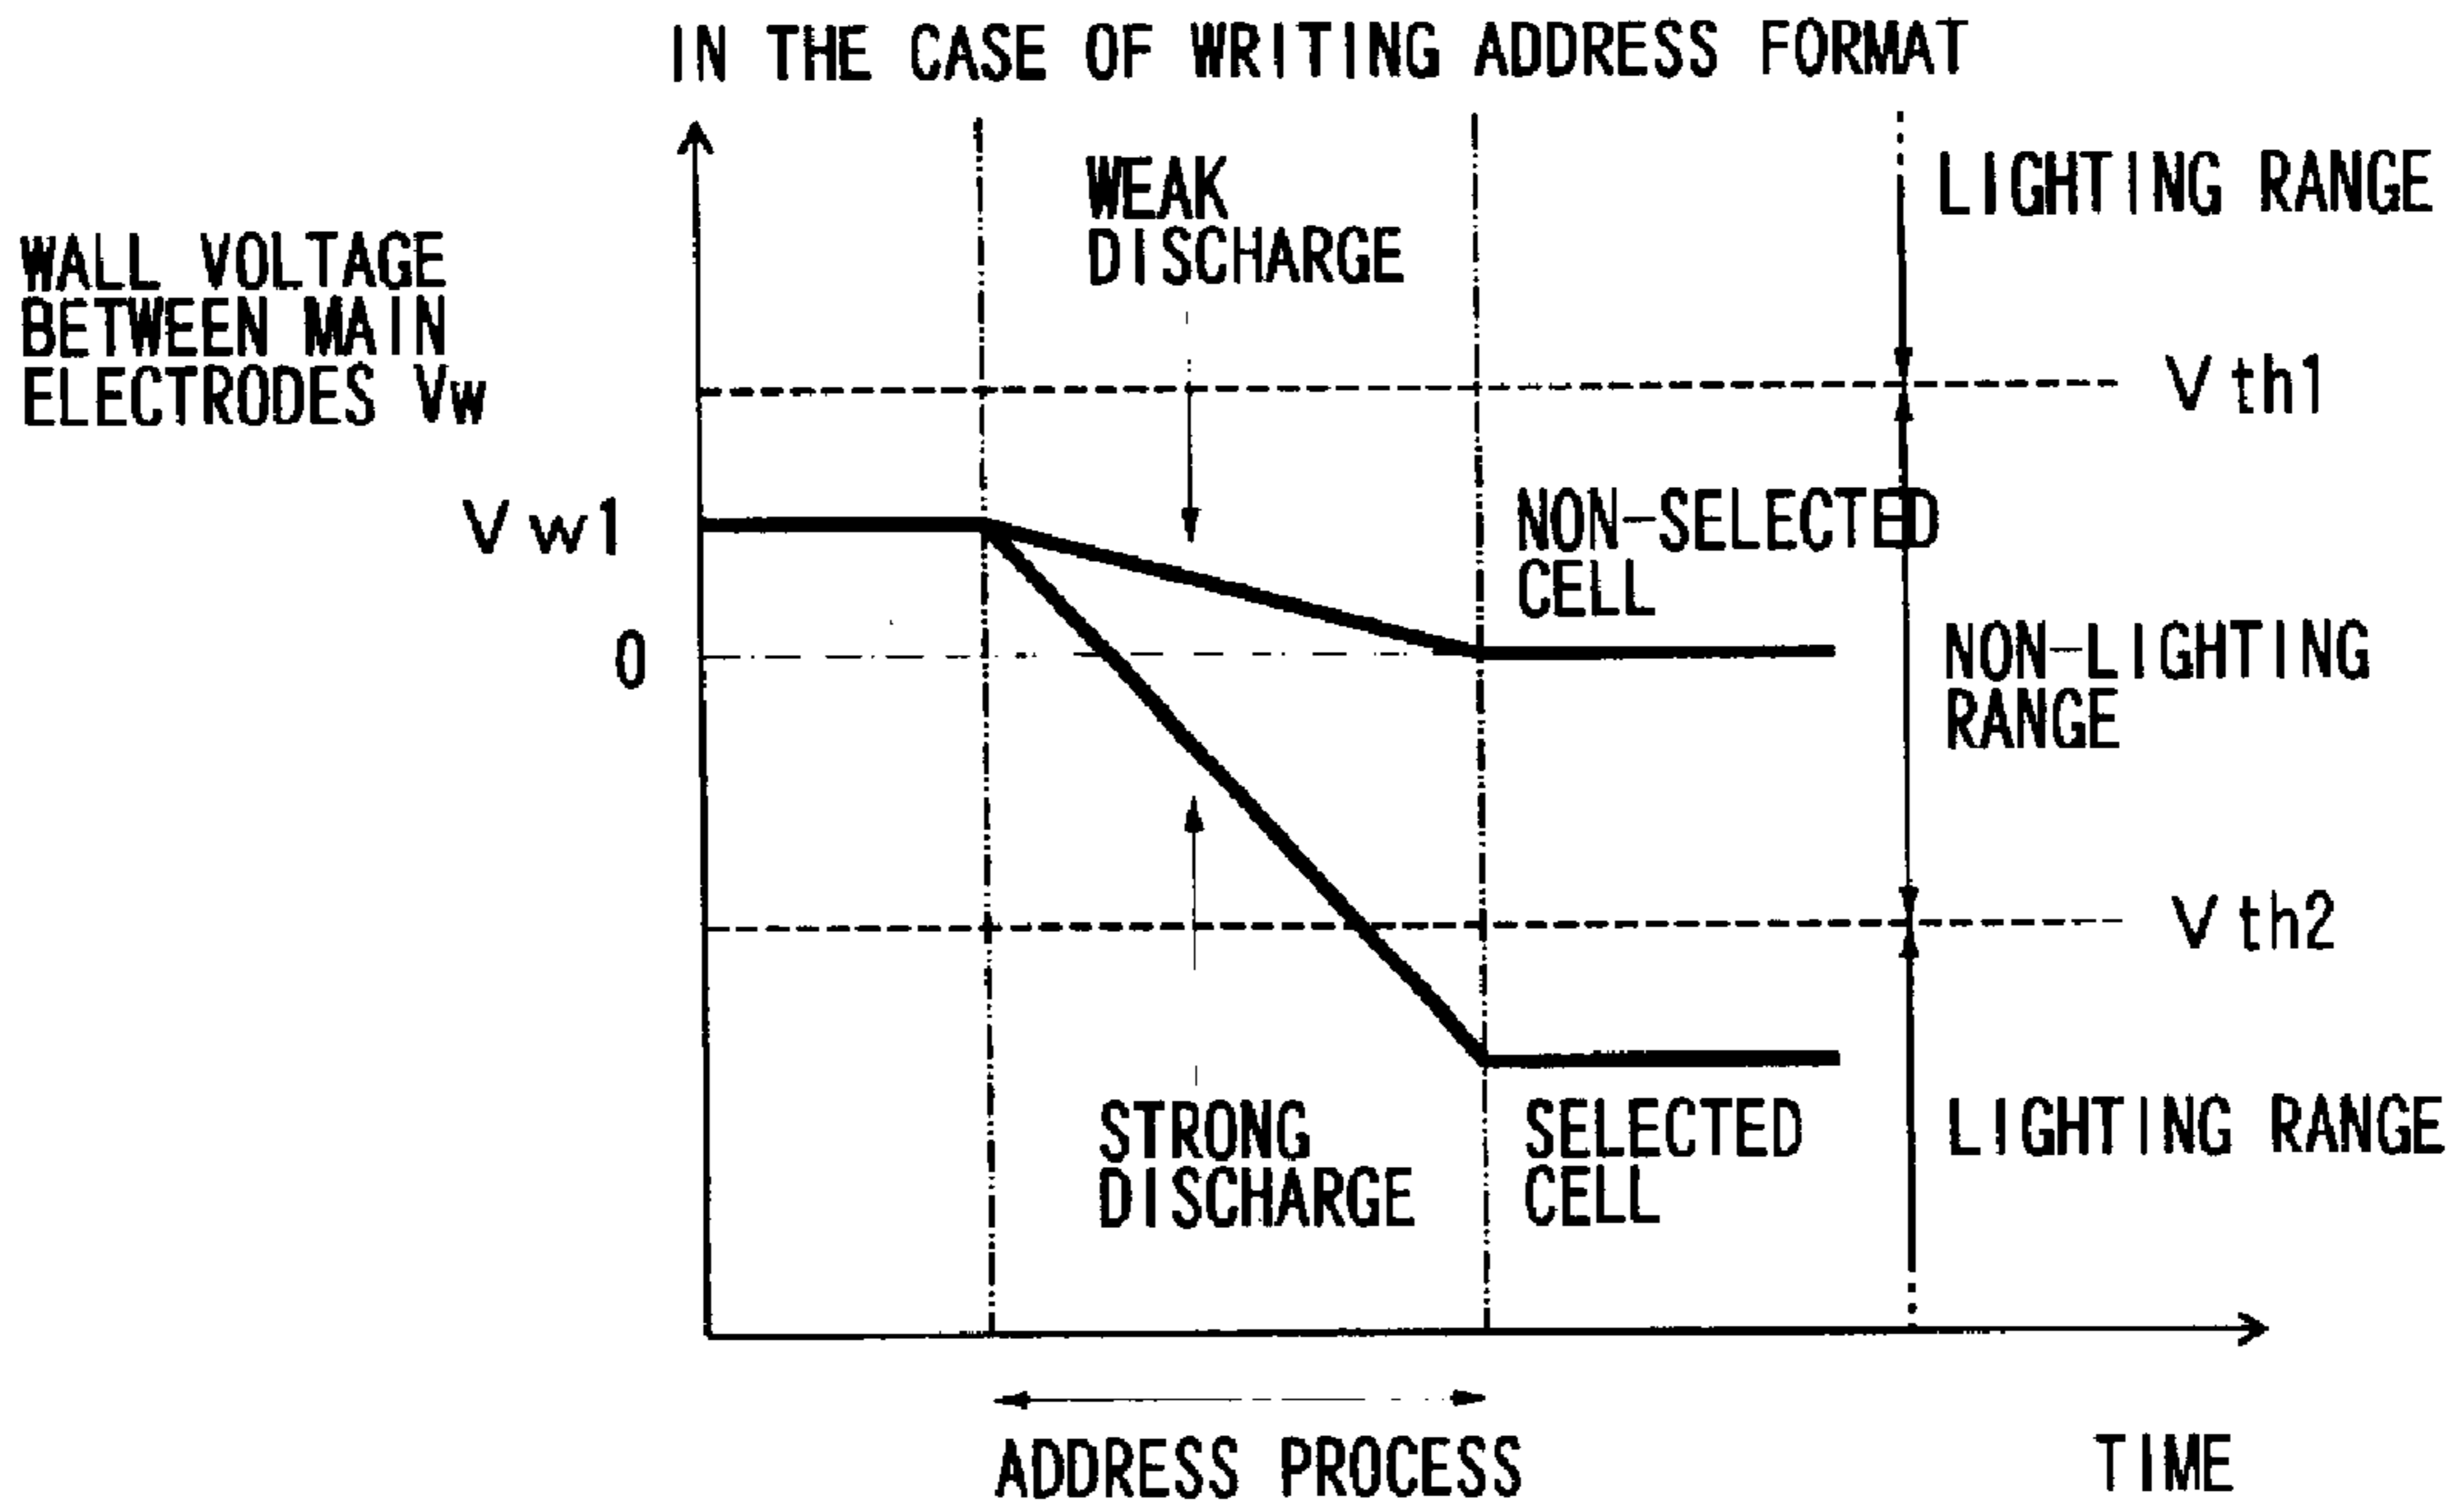 IN THE CASE OF WRITING ADDRESS FORMAT
WEAK
DISCHARGE
LIGHTING RANGE
WALL VOLTAGE
BETWEEN MAIN
ELECTRODES Vw
Vth1
Vw1
NON-SELECTED
CELL
0
NON-LIGHTING
RANGE
Vth2
STRONG
DISCHARGE
SELECTED
CELL
LIGHTING RANGE
ADDRESS PROCESS
TIME